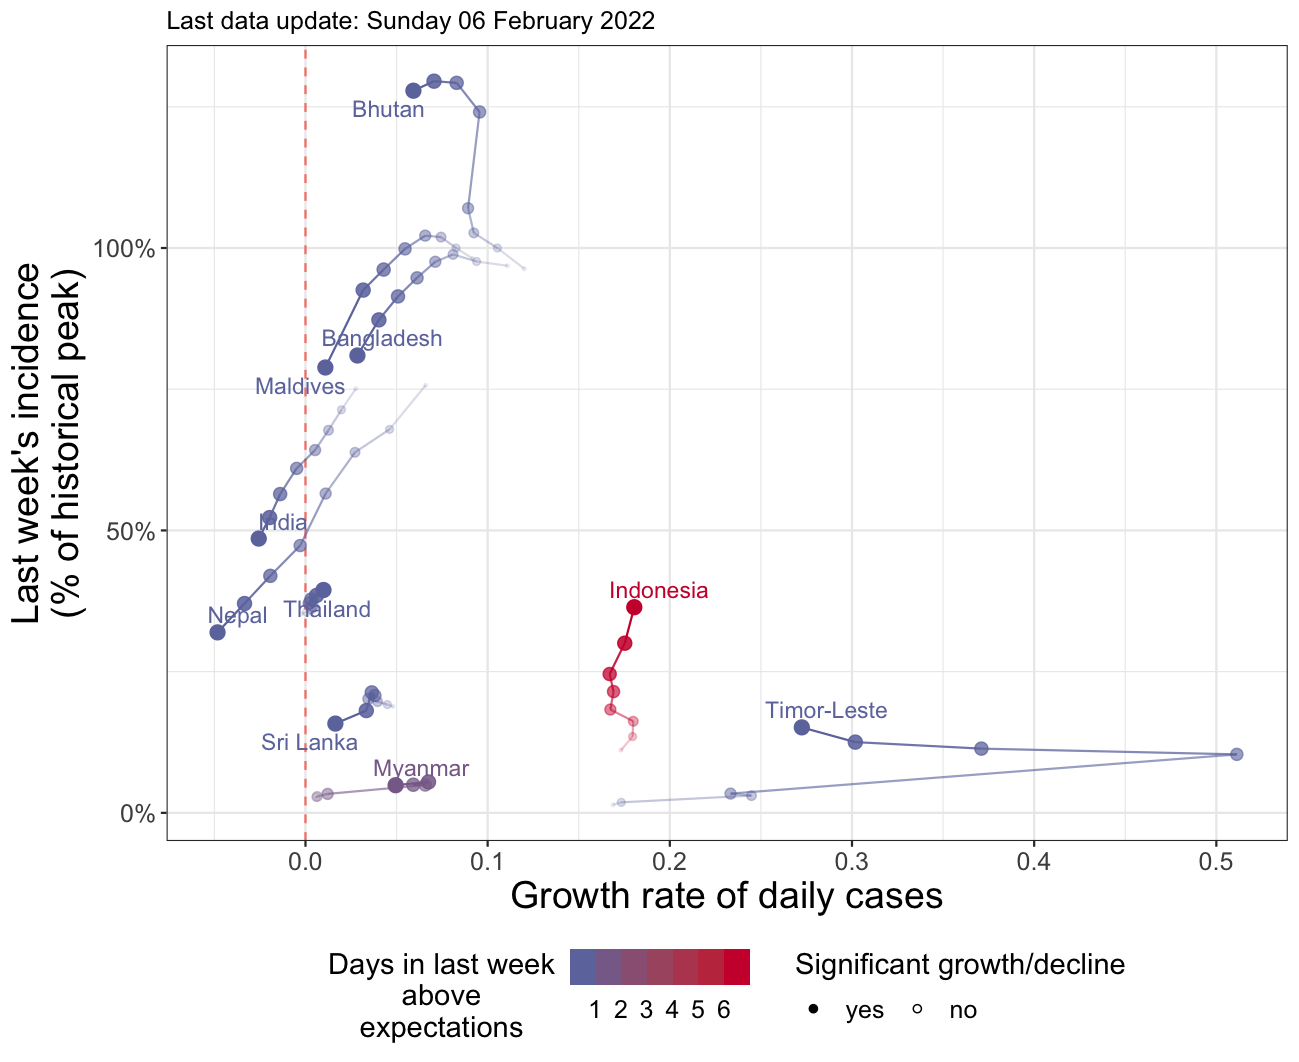 Last data update: Sunday 06 February 2022
Last week's incidence
(% of historical peak)
100%
50%
0%
Bhutan
Bangladesh
Maldives
India
Nepal
Thailand
Indonesia
Timor-Leste
Sri Lanka
Myanmar
0.0 0.1 0.2 0.3 0.4 0.5
Growth rate of daily cases
Days in last week
above
expectations
1 2 3 4 5 6
Significant growth/decline
yes no